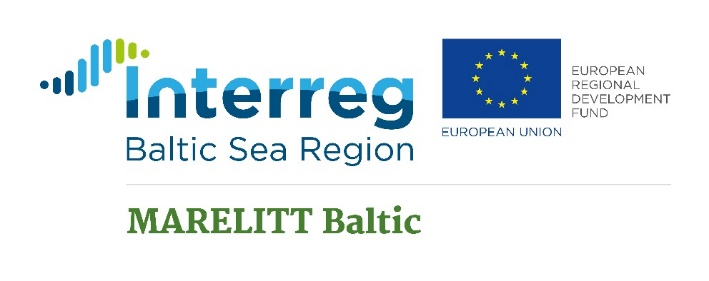 Interreg
Baltic Sea Region
EUROPEAN UNION
EUROPEAN
REGIONAL
DEVELOPMENT
FUND
MARELITT Baltic